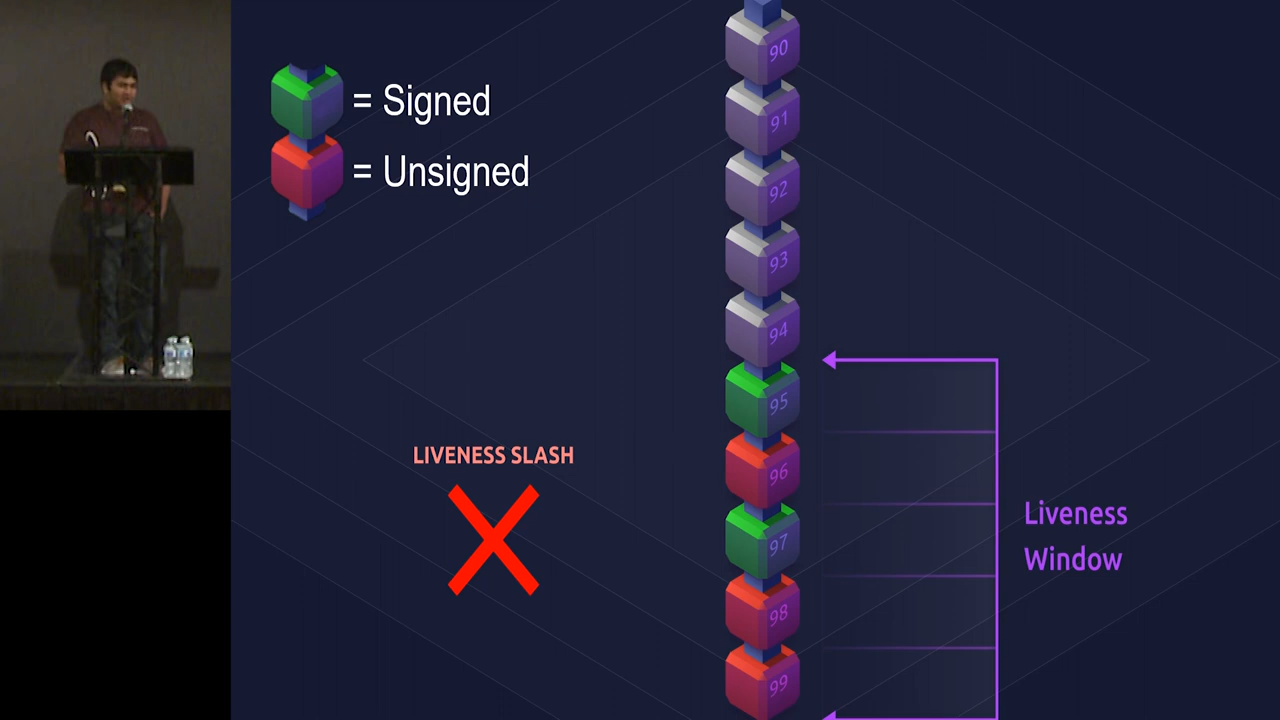 = Signed
= Unsigned
90
91
92
93
94
95
96
97
98
99
LIVENESS SLASH
Liveness
Window